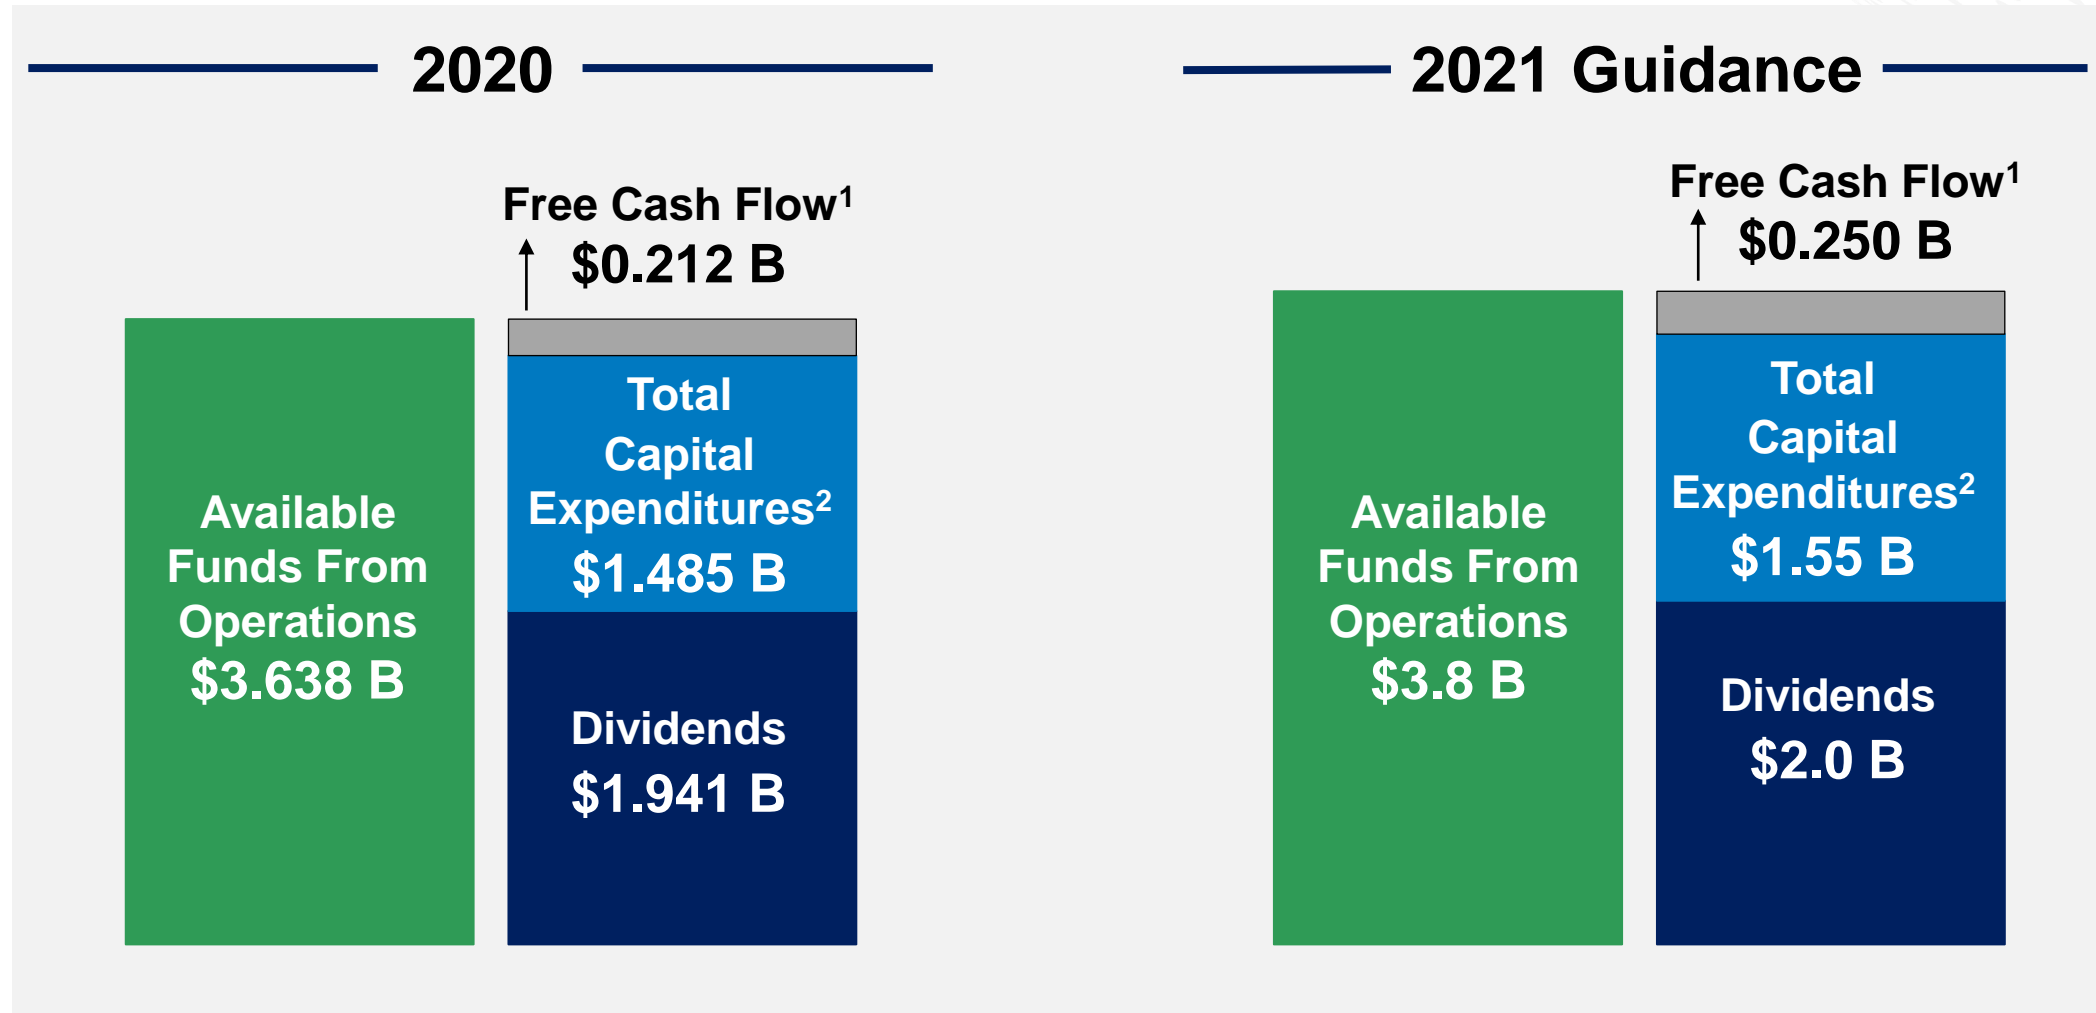 2020
Free Cash Flow¹
$0.212 B
Available
Funds From
Operations
$3.638 B
Total
Capital
Expenditures²
$1.485 B
Dividends
$1.941 B
2021 Guidance
Free Cash Flow¹
$0.250 B
Available
Funds From
Operations
$3.8 B
Total
Capital
Expenditures²
$1.55 B
Dividends
$2.0 B